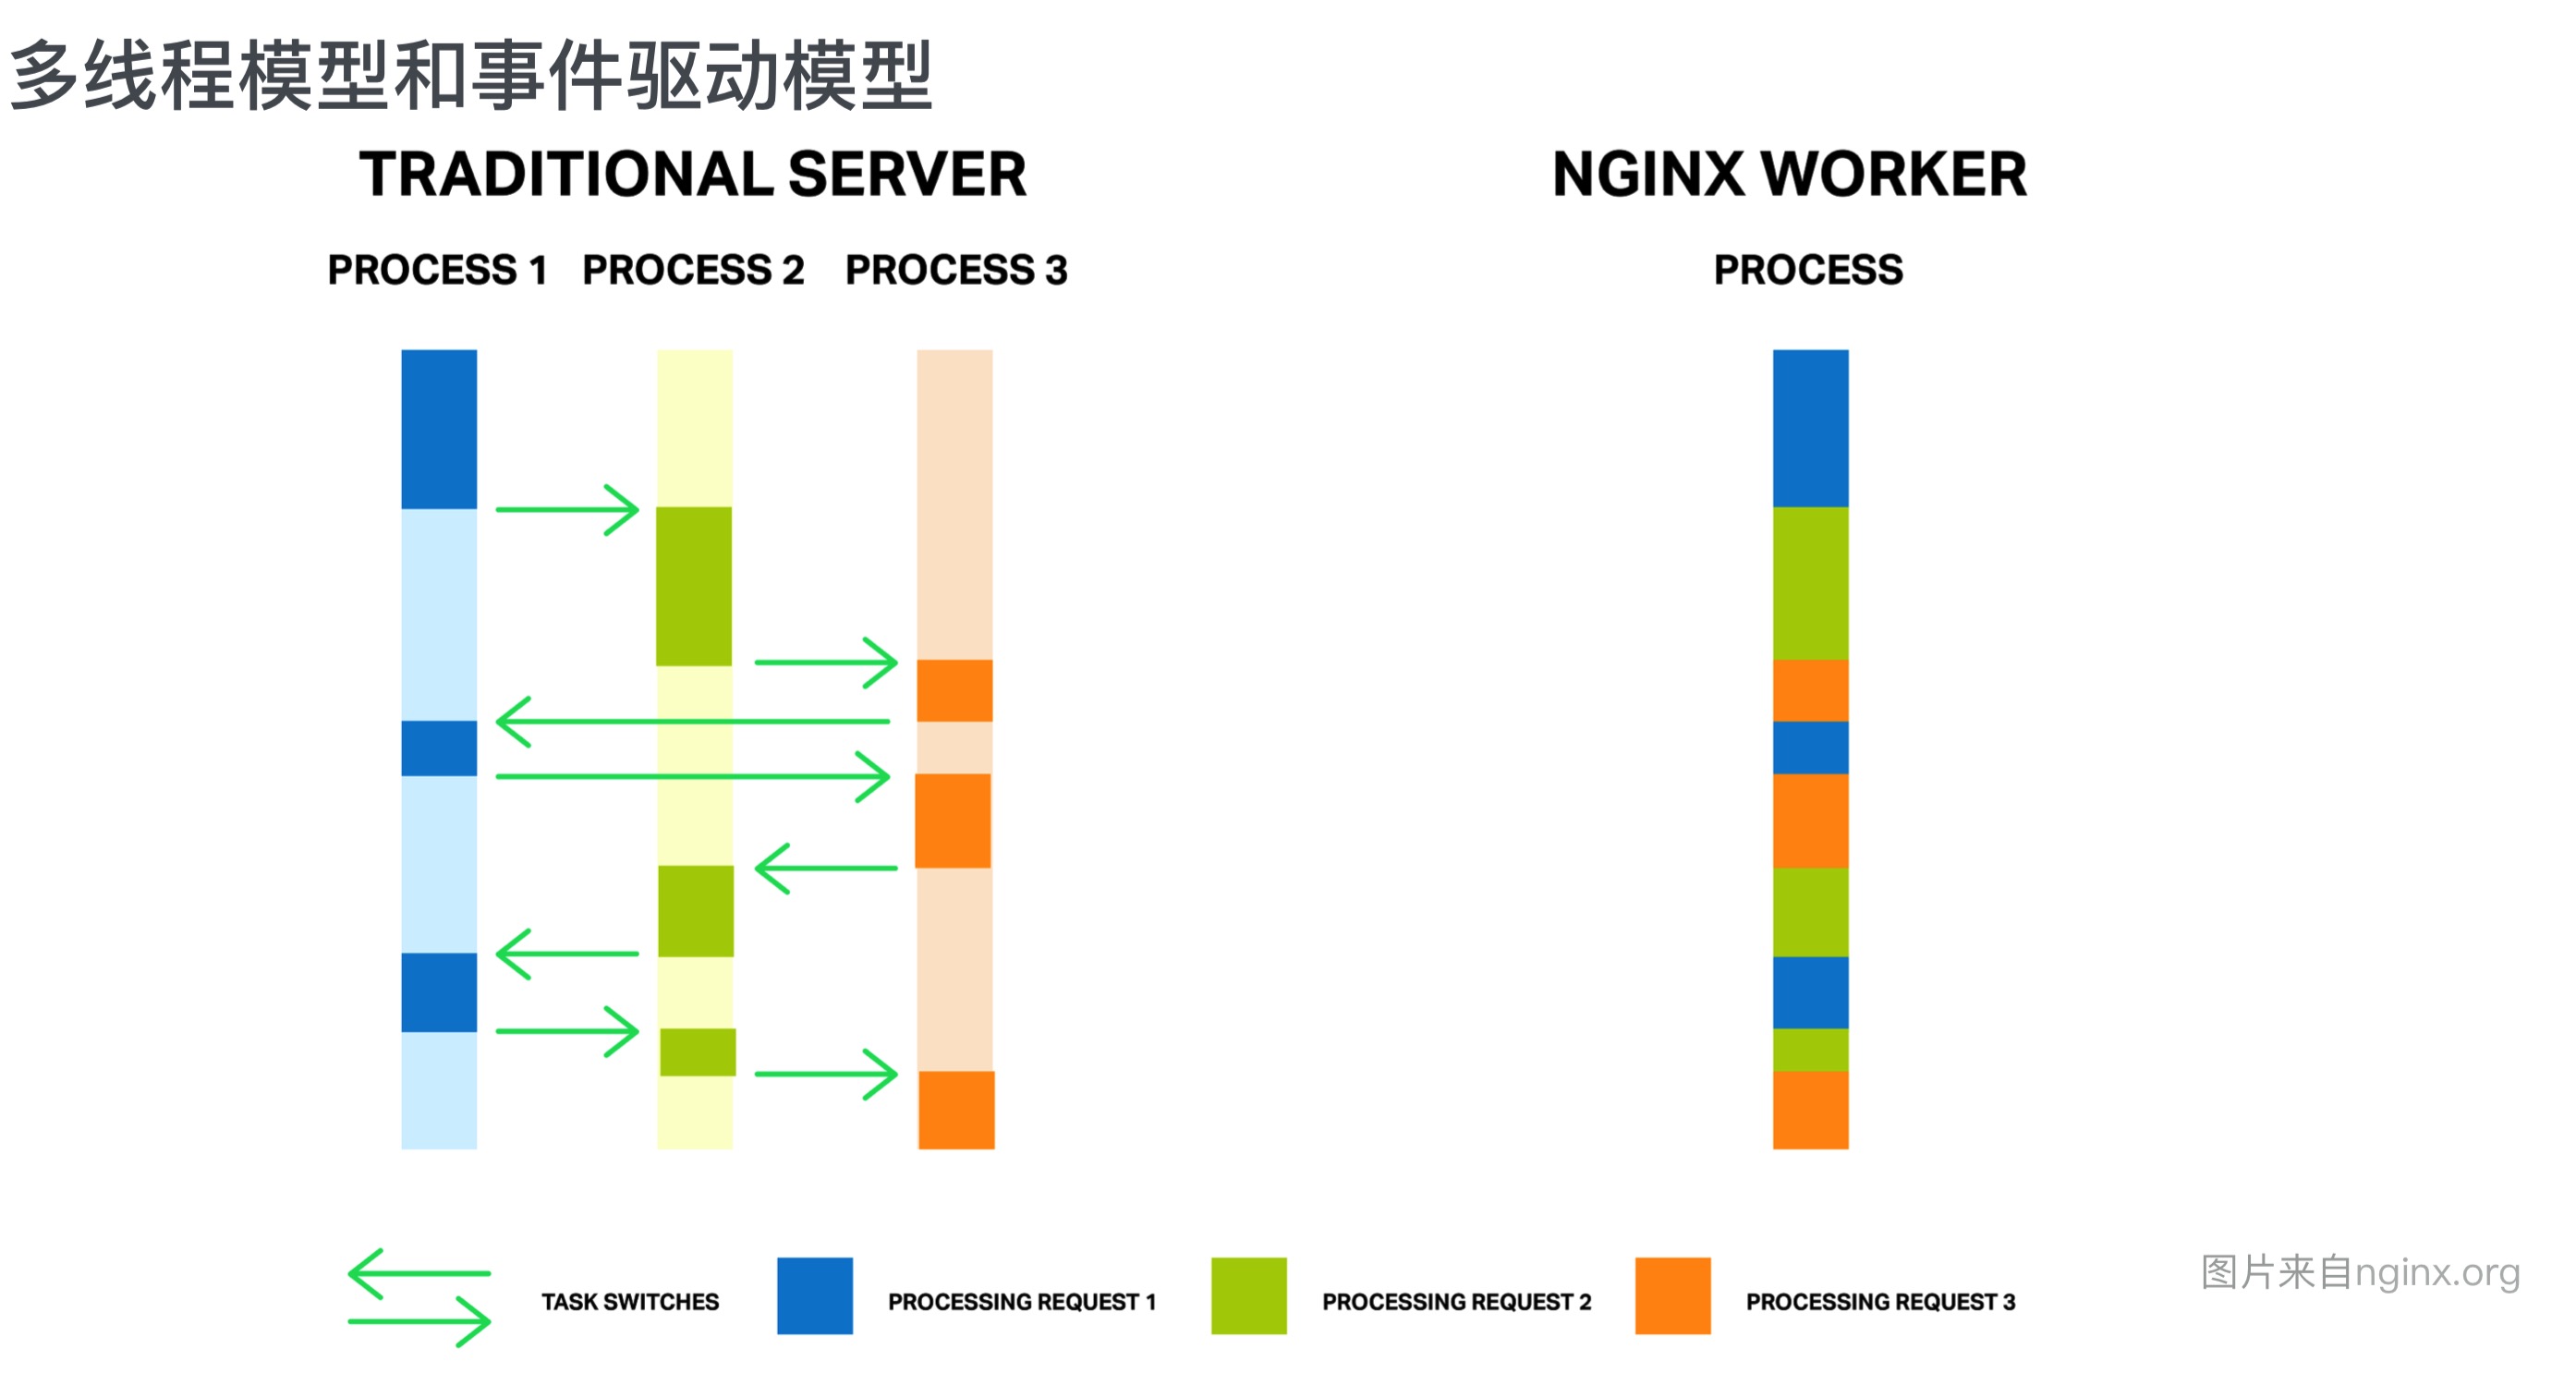 多线程模型和事件驱动模型
TRADITIONAL SERVER
NGINX WORKER
PROCESS 1
PROCESS 2
PROCESS 3
PROCESS
TASK SWITCHES
PROCESSING REQUEST 1
PROCESSING REQUEST 2
PROCESSING REQUEST 3
图片来自nginx.org